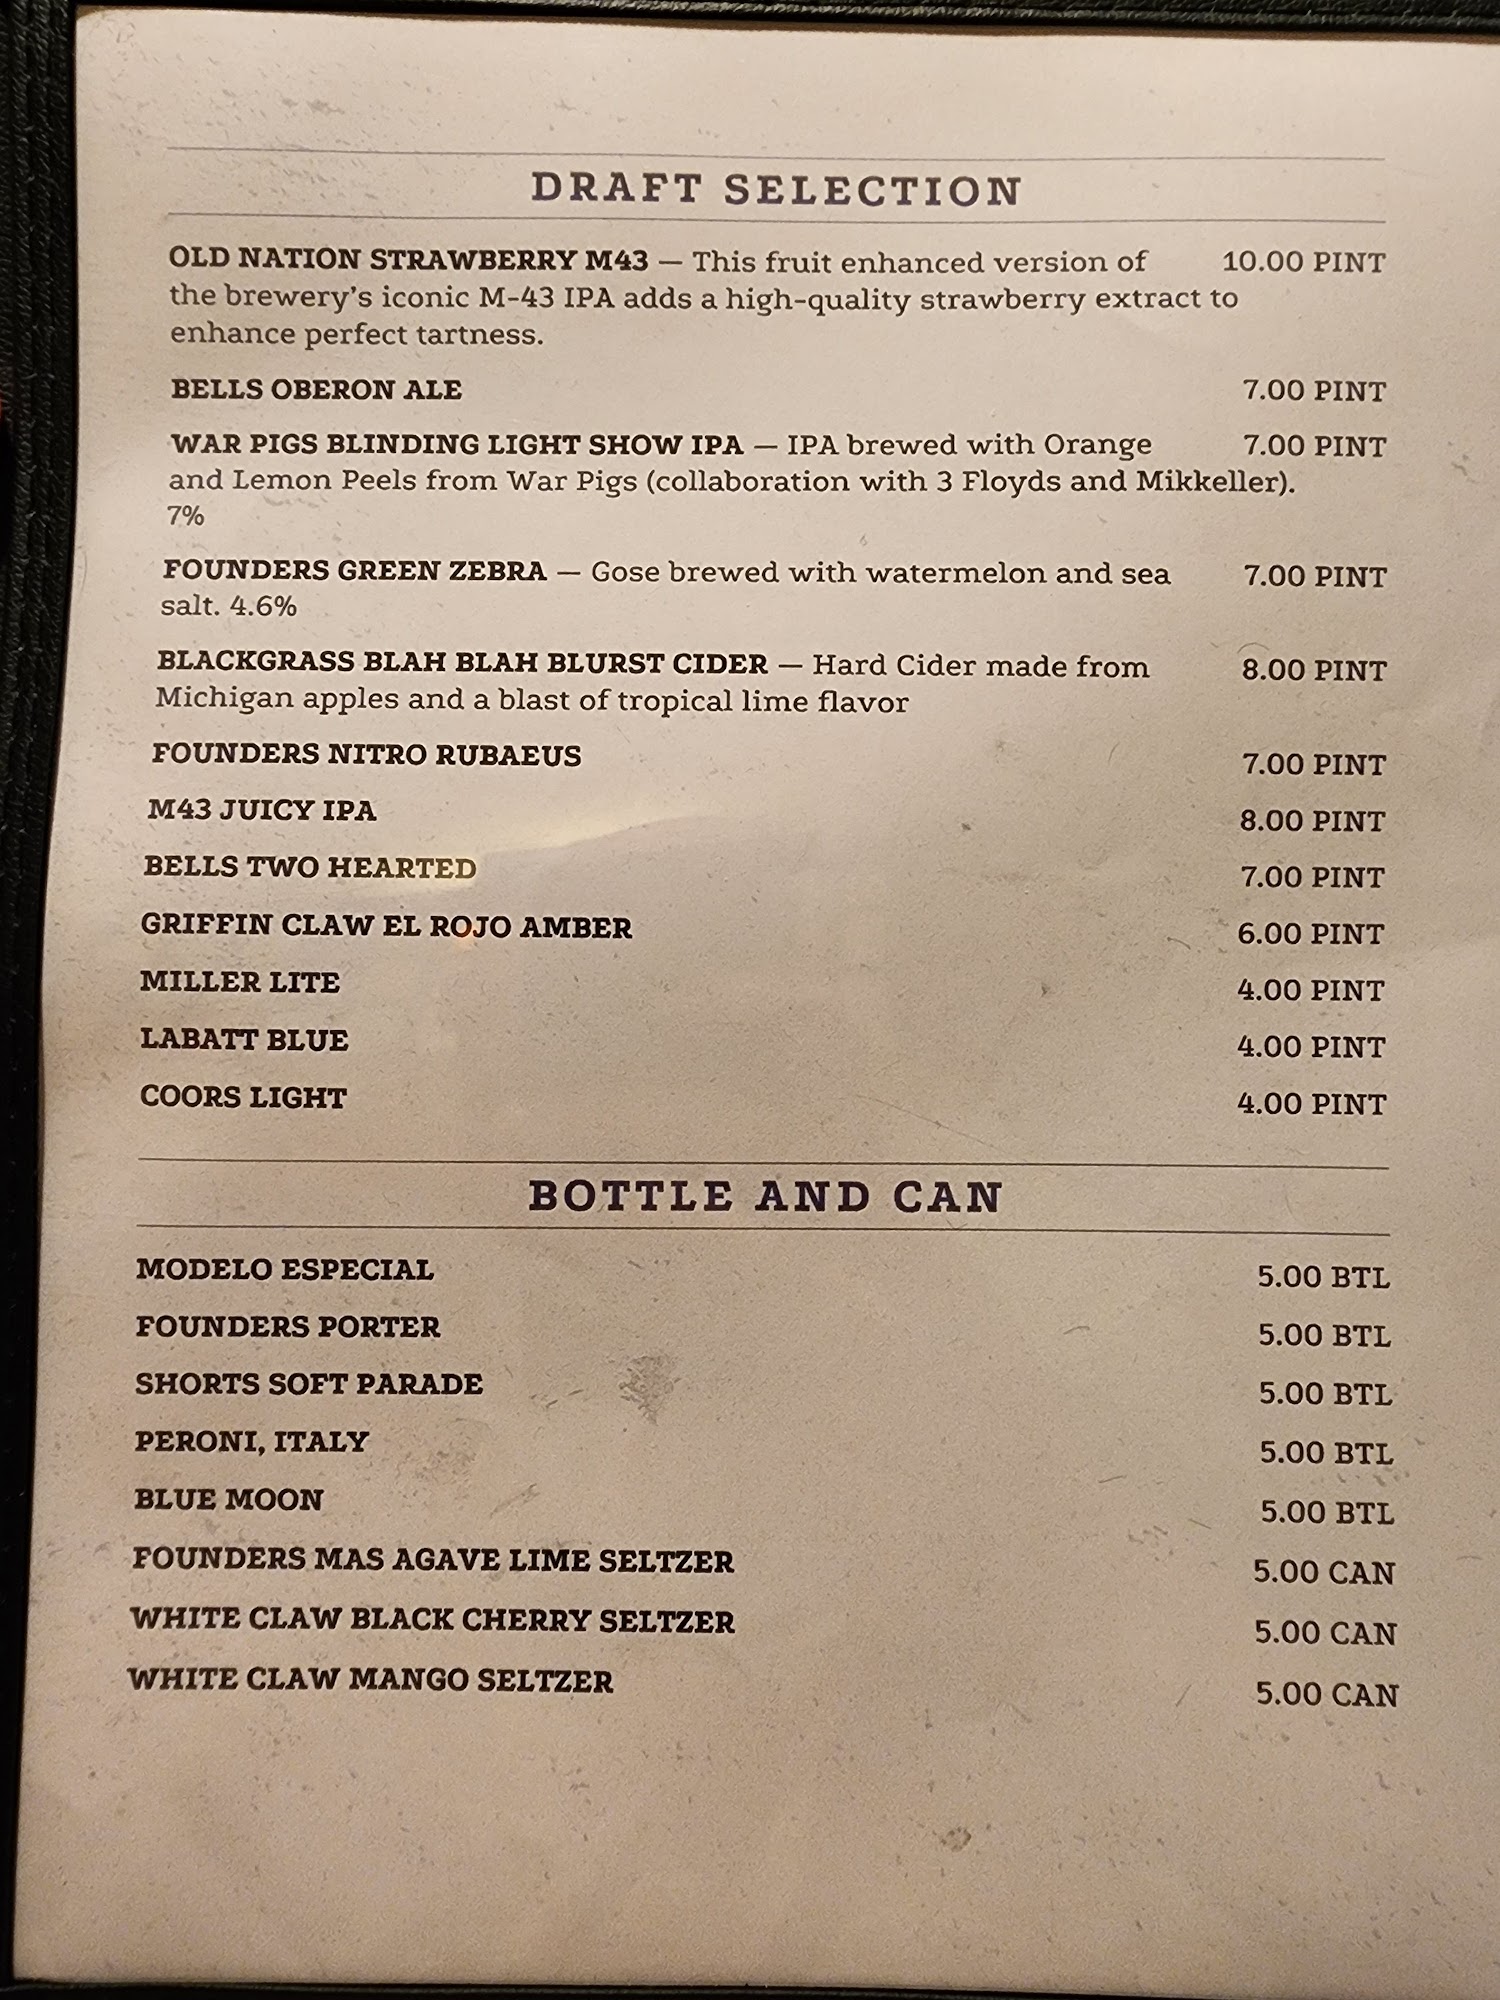 DRAFT SELECTION
OLD NATION STRAWBERRY M43 — This fruit enhanced version of 10.00 PINT
the brewery's iconic M-43 IPA adds a high-quality strawberry extract to
enhance perfect tartness.
BELLS OBERON ALE 7.00 PINT
WAR PIGS BLINDING LIGHT SHOW IPA — IPA brewed with Orange 7.00 PINT
and Lemon Peels from War Pigs (collaboration with 3 Floyds and Mikkeller).
7%
FOUNDERS GREEN ZEBRA — Gose brewed with watermelon and sea 7.00 PINT
salt. 4.6%
BLACKGRASS BLAH BLAH BLURST CIDER — Hard Cider made from 8.00 PINT
Michigan apples and a blast of tropical lime flavor
FOUNDERS NITRO RUBAEUS 7.00 PINT
M43 JUICY IPA 8.00 PINT
BELLS TWO HEARTED 7.00 PINT
GRIFFIN CLAW EL ROJO AMBER 6.00 PINT
MILLER LITE 4.00 PINT
LABATT BLUE 4.00 PINT
COORS LIGHT 4.00 PINT
BOTTLE AND CAN
MODELO ESPECIAL 5.00 BTL
FOUNDERS PORTER 5.00 BTL
SHORTS SOFT PARADE 5.00 BTL
PERONI, ITALY 5.00 BTL
BLUE MOON 5.00 BTL
FOUNDERS MAS AGAVE LIME SELTZER 5.00 CAN
WHITE CLAW BLACK CHERRY SELTZER 5.00 CAN
WHITE CLAW MANGO SELTZER 5.00 CAN